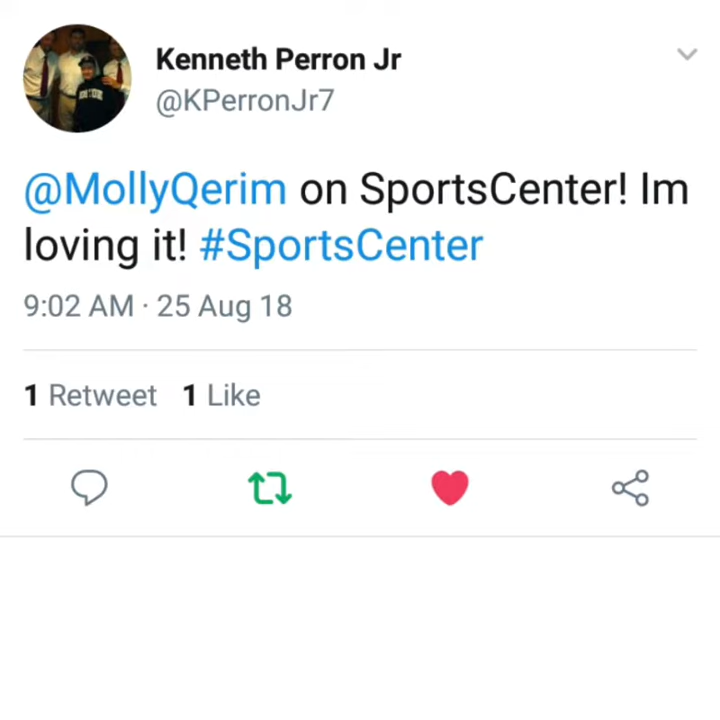 Kenneth Perron Jr
@KPerronJr7
@MollyQerim on SportsCenter! Im
loving it! #SportsCenter
9:02 AM · 25 Aug 18
1 Retweet 1 Like